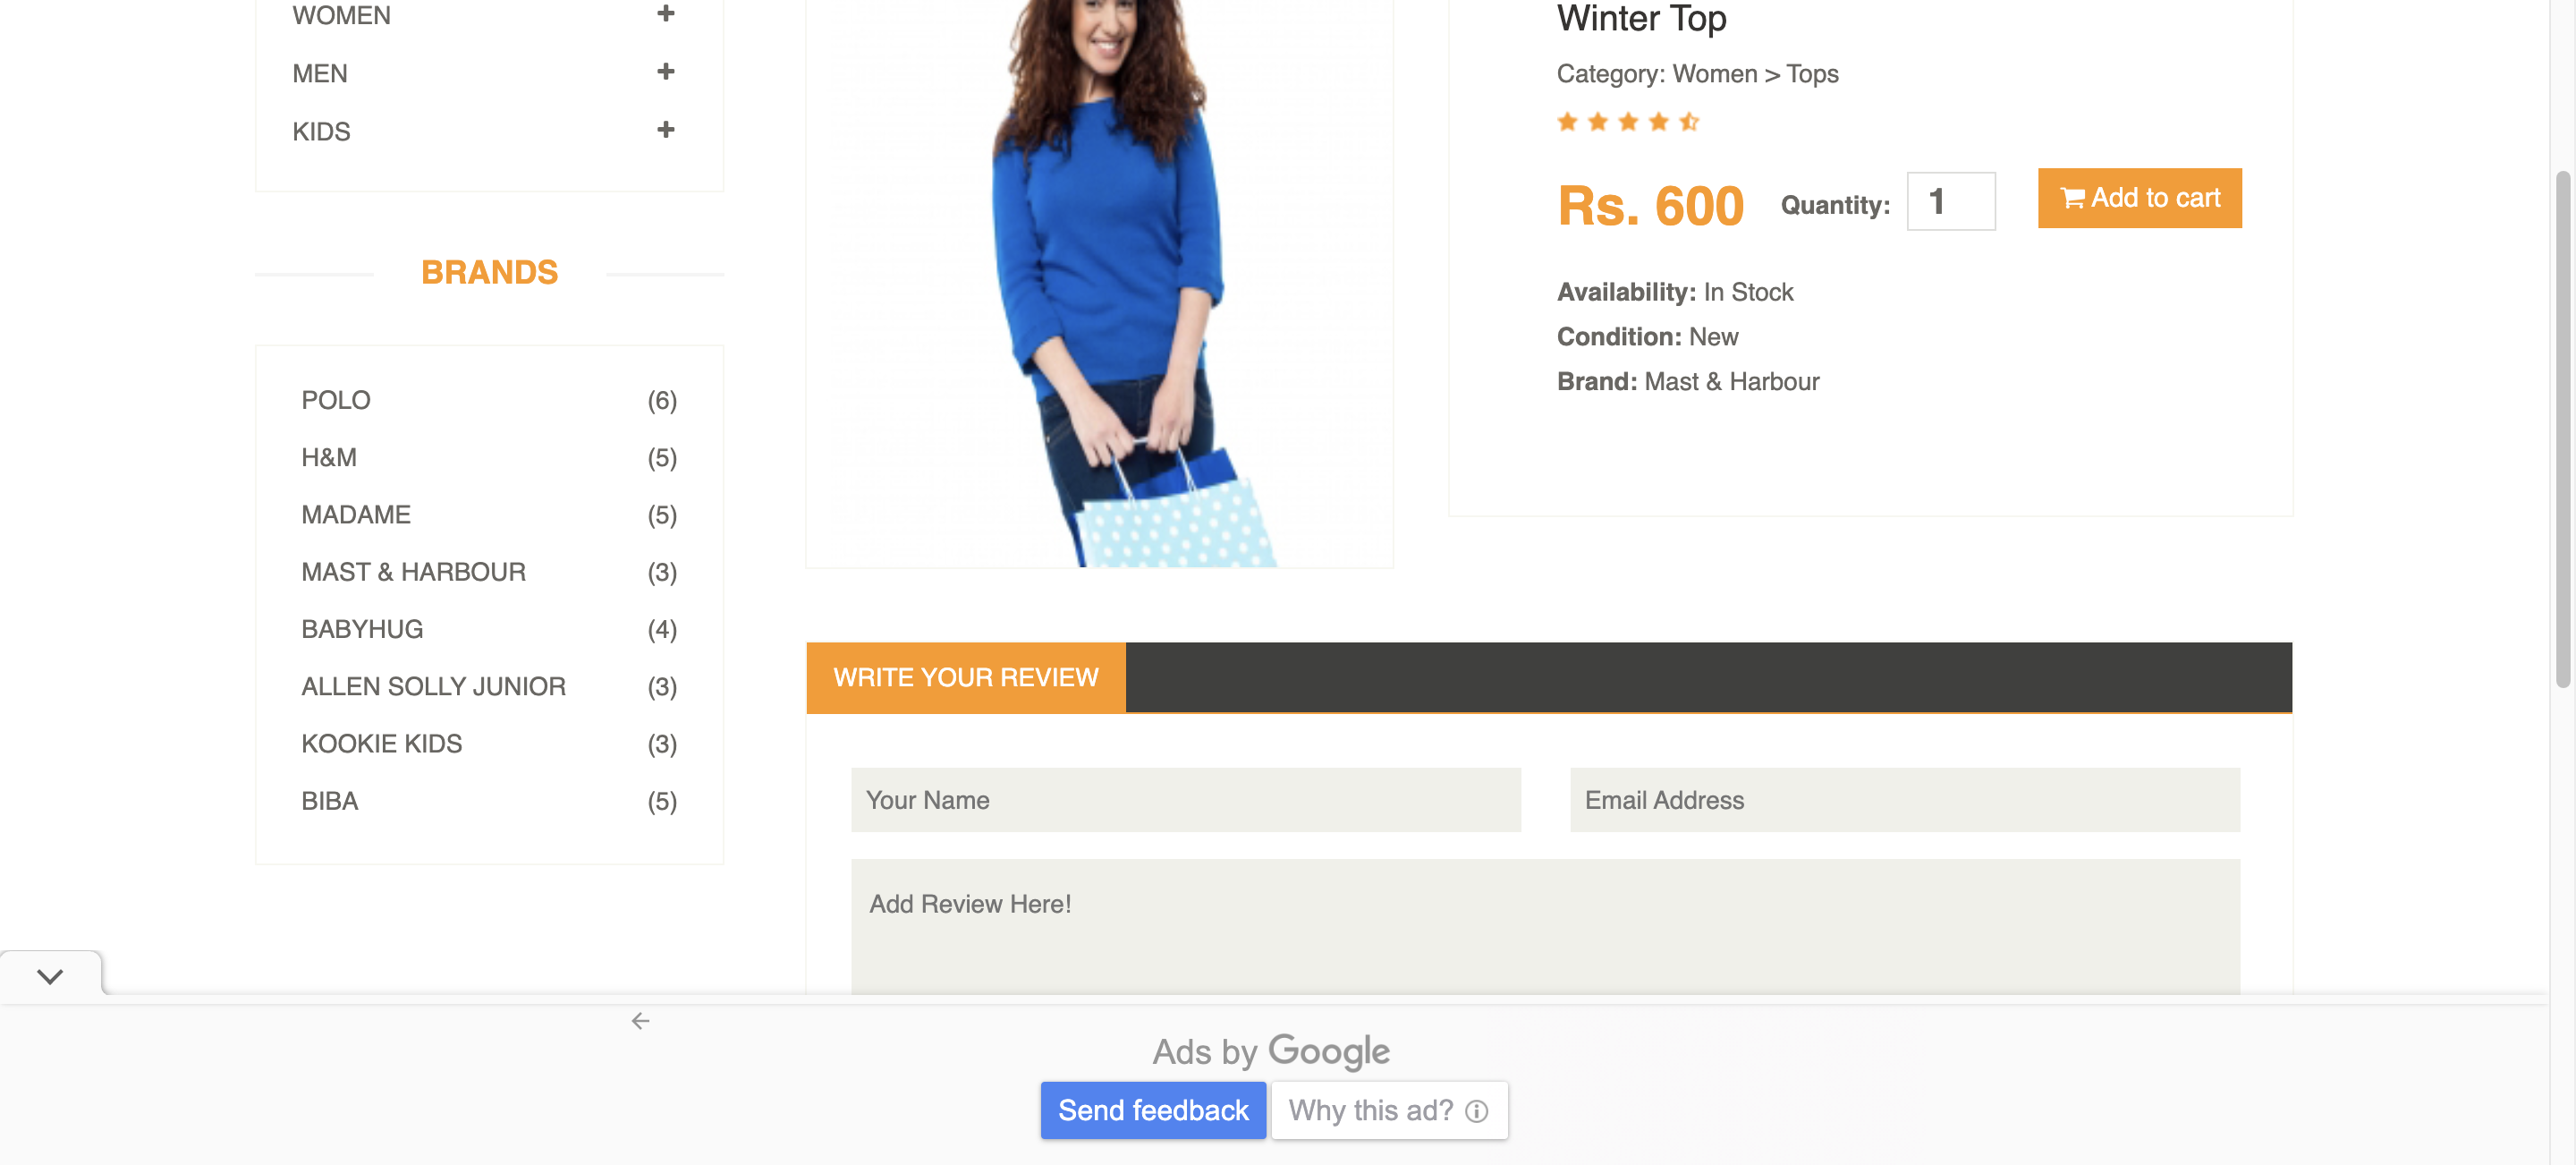 WOMEN
MEN
KIDS
BRANDS
POLO (6)
H&M (5)
MADAME (5)
MAST & HARBOUR (3)
BABYHUG (4)
ALLEN SOLLY JUNIOR (3)
KOOKIE KIDS (3)
BIBA (5)
Winter Top
Category: Women > Tops
Rs. 600 Quantity: 1 Add to cart
Availability: In Stock
Condition: New
Brand: Mast & Harbour
WRITE YOUR REVIEW
Your Name Email Address
Add Review Here!
Ads by Google
Send feedback Why this ad?